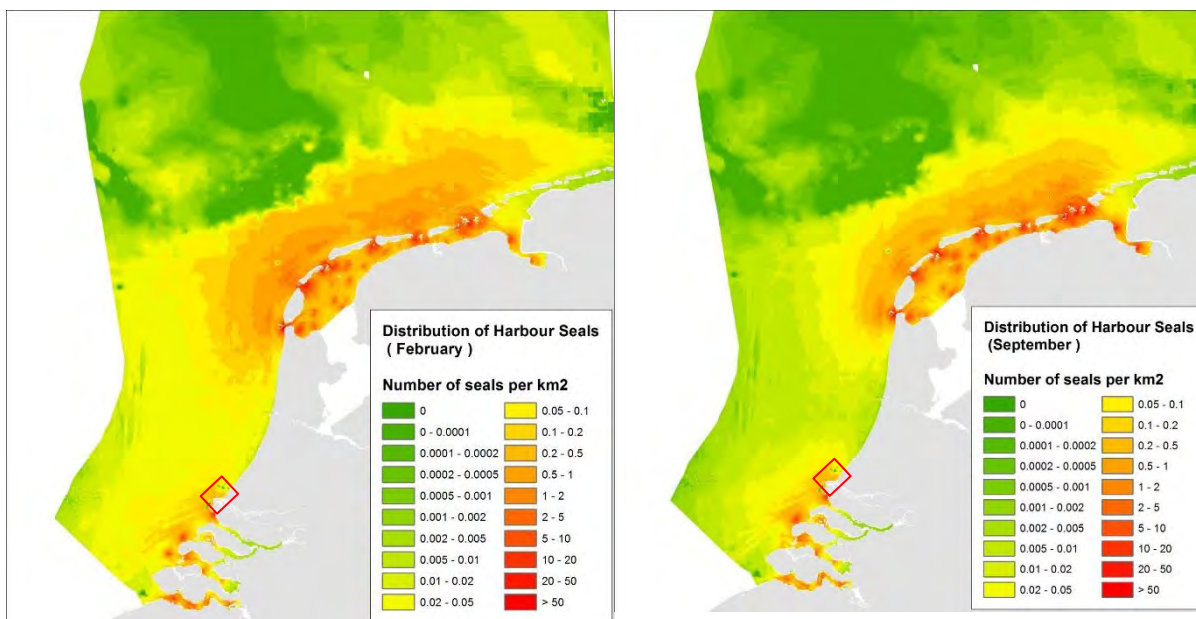 Distribution of Harbour Seals
( February )
Number of seals per km2
0
0 - 0.0001
0.0001 - 0.0002
0.0002 - 0.0005
0.0005 - 0.001
0.001 - 0.002
0.002 - 0.005
0.005 - 0.01
0.01 - 0.02
0.02 - 0.05
0.05 - 0.1
0.1 - 0.2
0.2 - 0.5
0.5 - 1
1 - 2
2 - 5
5 - 10
10 - 20
20 - 50
> 50
Distribution of Harbour Seals
(September )
Number of seals per km2
0
0 - 0.0001
0.0001 - 0.0002
0.0002 - 0.0005
0.0005 - 0.001
0.001 - 0.002
0.002 - 0.005
0.005 - 0.01
0.01 - 0.02
0.02 - 0.05
0.05 - 0.1
0.1 - 0.2
0.2 - 0.5
0.5 - 1
1 - 2
2 - 5
5 - 10
10 - 20
20 - 50
> 50